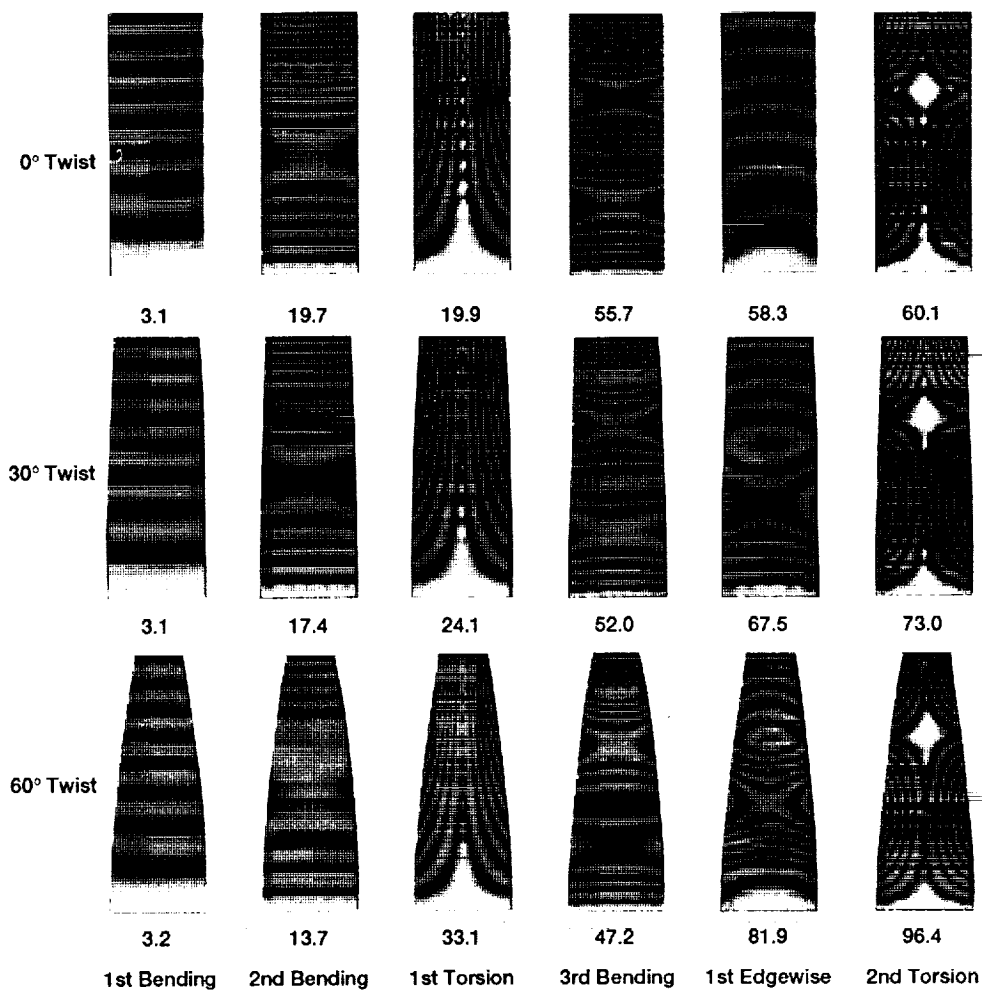 0° Twist
3.1 19.7 19.9 55.7 58.3 60.1
30° Twist
3.1 17.4 24.1 52.0 67.5 73.0
60° Twist
3.2 13.7 33.1 47.2 81.9 96.4
1st Bending 2nd Bending 1st Torsion 3rd Bending 1st Edgewise 2nd Torsion